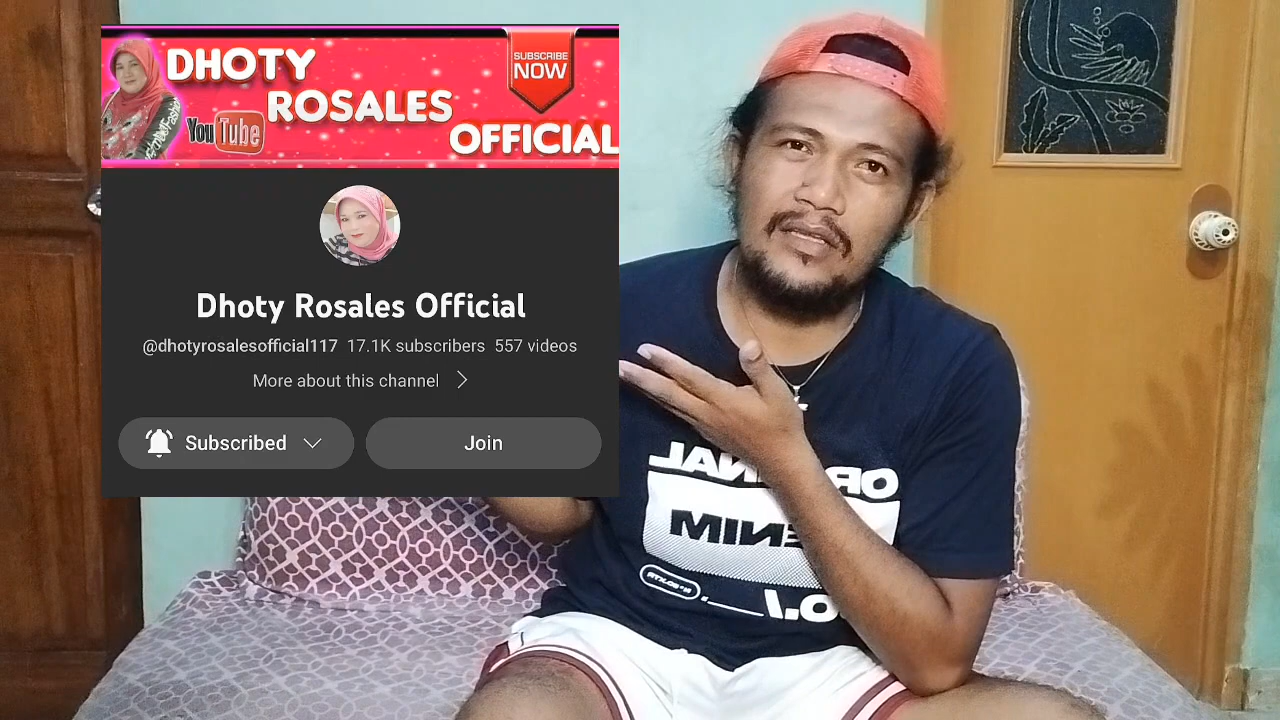 DHOTY
ROSALES
OFFICIAL
YouTube
SUBSCRIBE
NOW
Dhoty Rosales Official
@dhotyrosalesofficial117 17.1K subscribers 557 videos
More about this channel
Subscribed
Join
ENIM